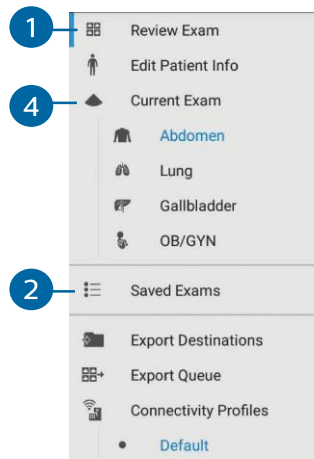 1 Review Exam
Edit Patient Info
4 Current Exam
Abdomen
Lung
Gallbladder
OB/GYN
2 Saved Exams
Export Destinations
Export Queue
Connectivity Profiles
Default